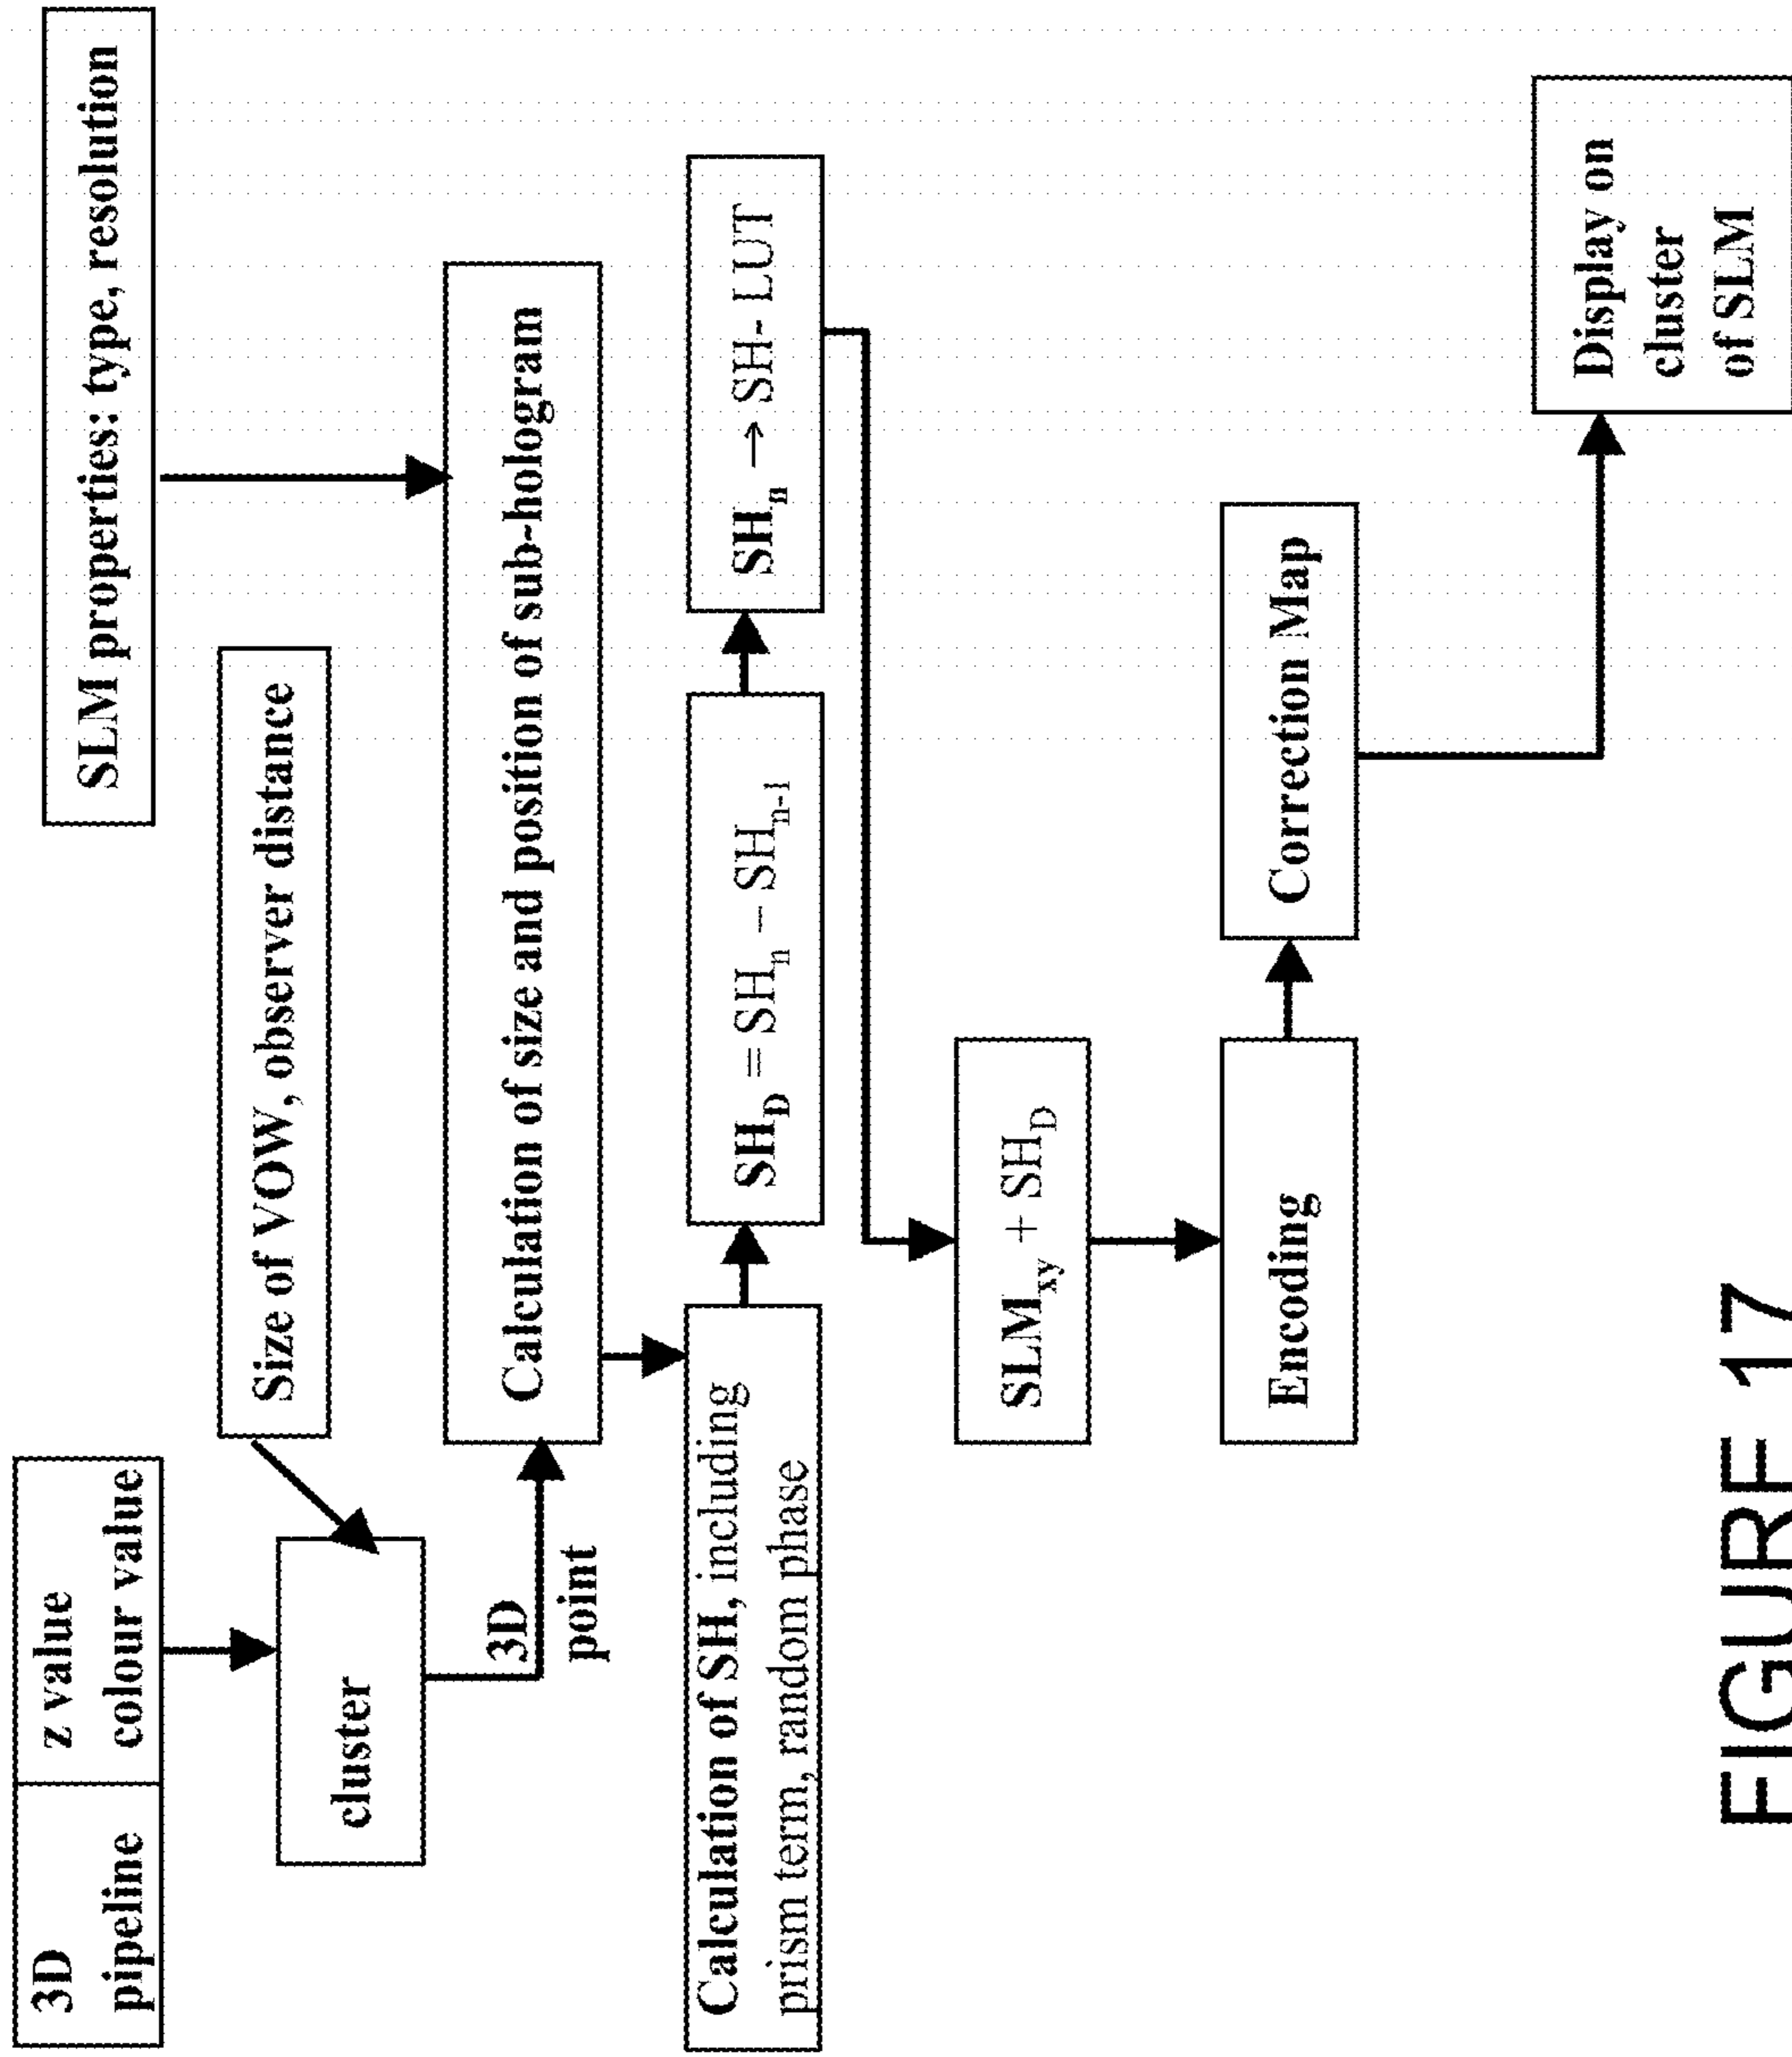 3D
pipeline
z value
colour value
SLM properties: type, resolution
Size of VOW, observer distance
cluster
3D
point
Calculation of size and position of sub-hologram
Calculation of SH, including
prism term, random phase
SH_D = SH_n − SH_n-1
SH_n → SH- LUT
SLM_xy + SH_D
Encoding
Correction Map
Display on
cluster
of SLM
FIGURE 17